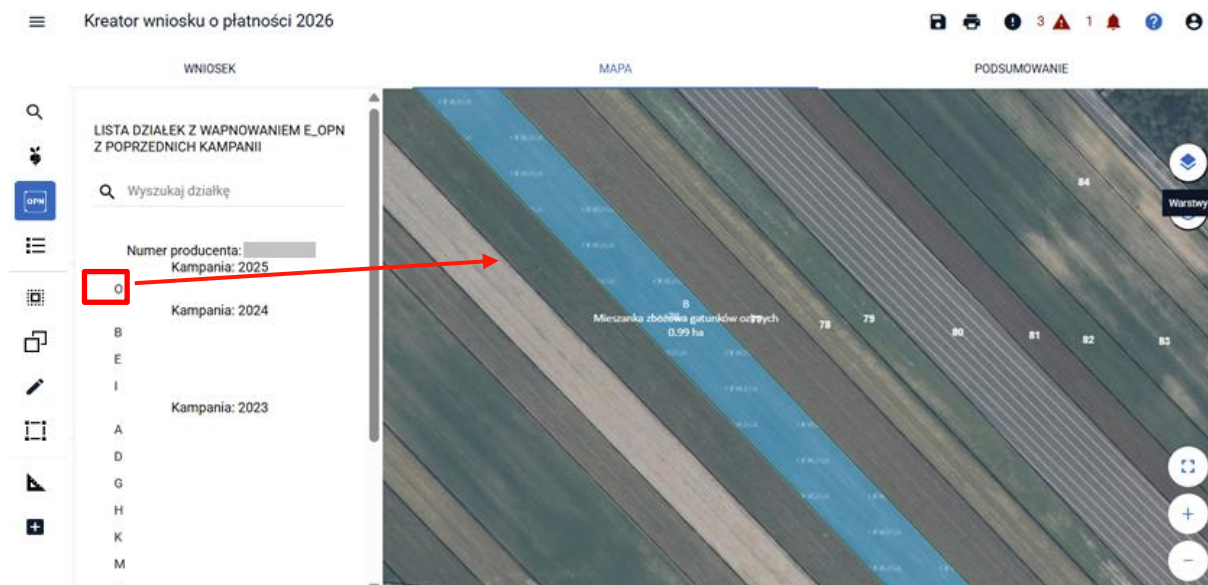 Kreator wniosku o płatności 2026
3
1
WNIOSEK
MAPA
PODSUMOWANIE
LISTA DZIAŁEK Z WAPNOWANIEM E_OPN
Z POPRZEDNICH KAMPANII
OPN
Wyszukaj działkę
Numer producenta:
Kampania: 2025
O
Kampania: 2024
B
E
I
Kampania: 2023
A
D
G
H
K
M
84
Warstwy
8
Mieszanka zbożowa gatunków ozimych
0.99 ha
77
78
79
80
81
82
83